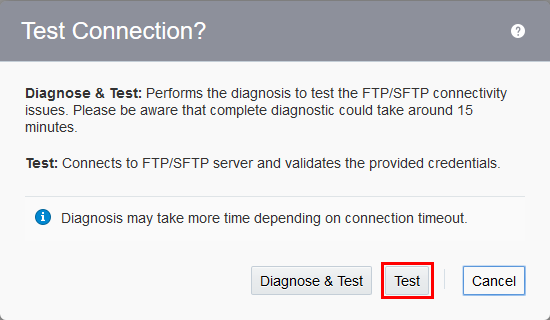 Test Connection?
?
Diagnose & Test: Performs the diagnosis to test the FTP/SFTP connectivity
issues. Please be aware that complete diagnostic could take around 15
minutes.
Test: Connects to FTP/SFTP server and validates the provided credentials.
i Diagnosis may take more time depending on connection timeout.
Diagnose & Test Test Cancel